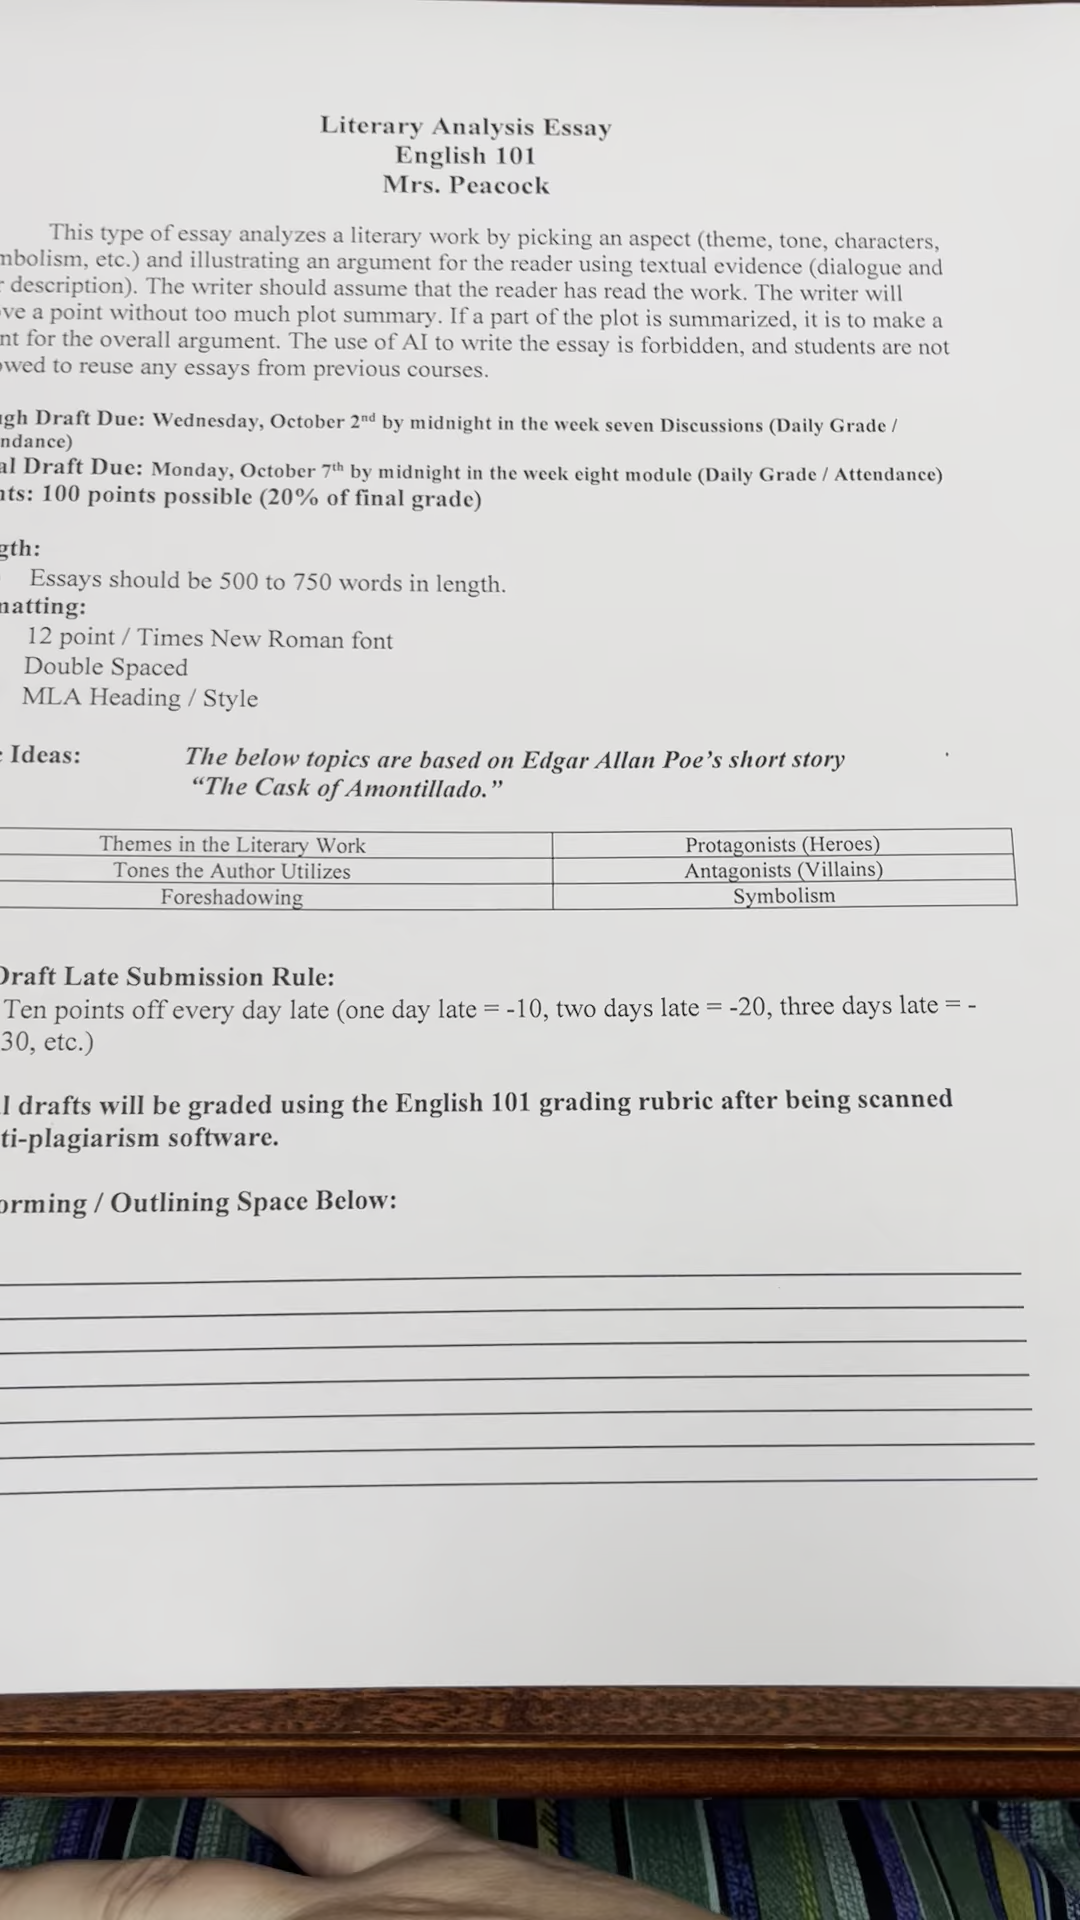 Literary Analysis Essay
English 101
Mrs. Peacock
This type of essay analyzes a literary work by picking an aspect (theme, tone, characters,
mbolism, etc.) and illustrating an argument for the reader using textual evidence (dialogue and
description). The writer should assume that the reader has read the work. The writer will
ve a point without too much plot summary. If a part of the plot is summarized, it is to make a
nt for the overall argument. The use of AI to write the essay is forbidden, and students are not
owed to reuse any essays from previous courses.
gh Draft Due: Wednesday, October 2nd by midnight in the week seven Discussions (Daily Grade /
ndance)
al Draft Due: Monday, October 7th by midnight in the week eight module (Daily Grade / Attendance)
nts: 100 points possible (20% of final grade)
gth:
Essays should be 500 to 750 words in length.
matting:
12 point / Times New Roman font
Double Spaced
MLA Heading / Style
Ideas: The below topics are based on Edgar Allan Poe's short story
“The Cask of Amontillado.”
Themes in the Literary Work Protagonists (Heroes)
Tones the Author Utilizes Antagonists (Villains)
Foreshadowing Symbolism
Draft Late Submission Rule:
Ten points off every day late (one day late = -10, two days late = -20, three days late = -
30, etc.)
l drafts will be graded using the English 101 grading rubric after being scanned
ti-plagiarism software.
orming / Outlining Space Below: